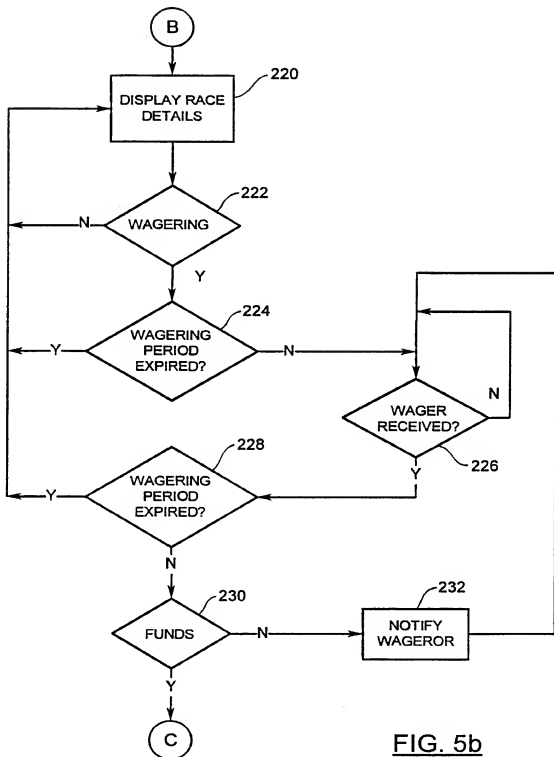 B
220
DISPLAY RACE
DETAILS
222
WAGERING
N
Y
224
WAGERING
PERIOD
EXPIRED?
Y
N
WAGER
RECEIVED?
N
226
Y
228
WAGERING
PERIOD
EXPIRED?
Y
N
230
FUNDS
N
232
NOTIFY
WAGEROR
Y
C
FIG. 5b